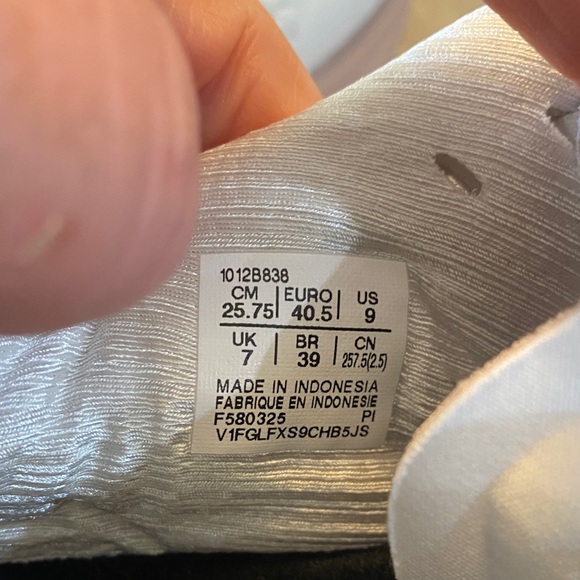 1012B838
CM EURO US
25.75 40.5 9
UK BR CN
7 39 257.5(2.5)
MADE IN INDONESIA
FABRIQUE EN INDONESIE
F580325 PI
V1FGLFXS9CHB5JS